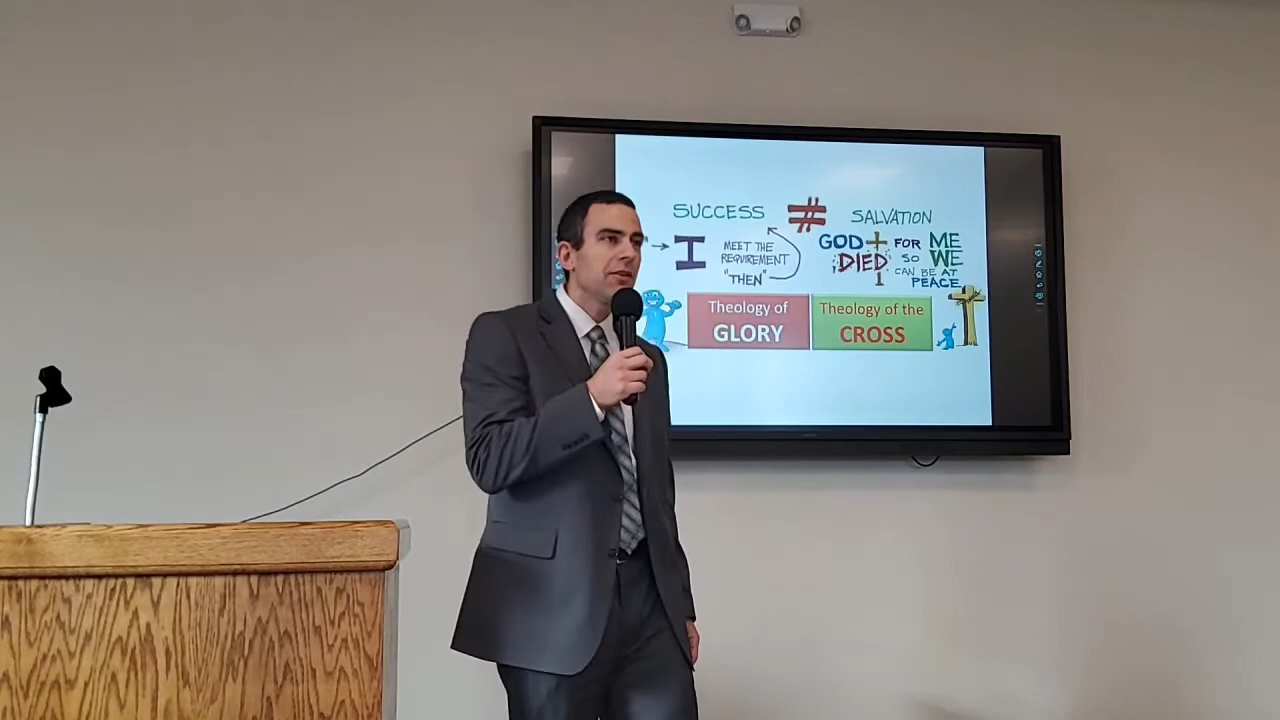 SUCCESS ≠ SALVATION
→ I MEET THE
REQUIREMENT
"THEN"
GOD DIED FOR ME
SO WE
CAN BE AT
PEACE
Theology of
GLORY
Theology of the
CROSS